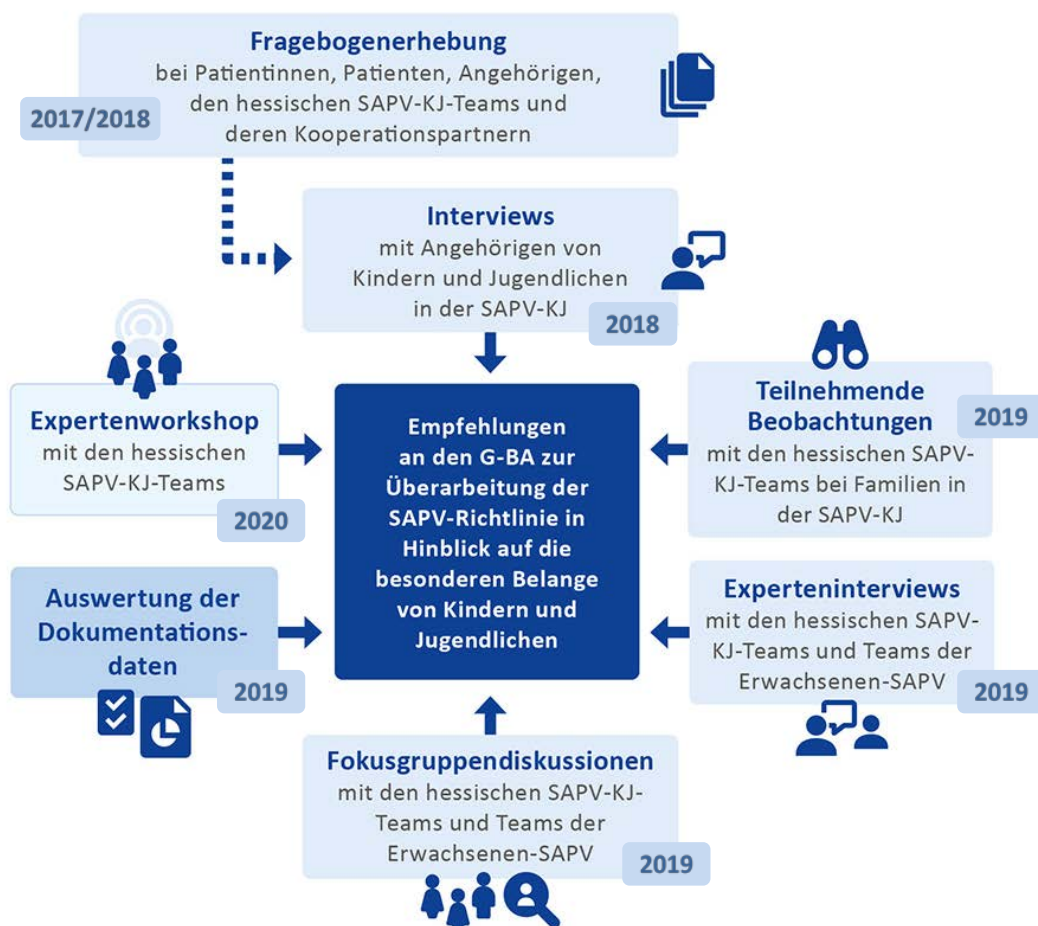 Fragebogenerhebung
bei Patientinnen, Patienten, Angehörigen,
den hessischen SAPV-KJ-Teams und
deren Kooperationspartnern
2017/2018
Interviews
mit Angehörigen von
Kindern und Jugendlichen
in der SAPV-KJ
2018
Expertenworkshop
mit den hessischen
SAPV-KJ-Teams
2020
Empfehlungen
an den G-BA zur
Überarbeitung der
SAPV-Richtlinie in
Hinblick auf die
besonderen Belange
von Kindern und
Jugendlichen
Teilnehmende
Beobachtungen
2019
mit den hessischen SAPV-
KJ-Teams bei Familien in
der SAPV-KJ
Auswertung der
Dokumentations-
daten
2019
Experteninterviews
mit den hessischen SAPV-
KJ-Teams und Teams der
Erwachsenen-SAPV
2019
Fokusgruppendiskussionen
mit den hessischen SAPV-KJ-
Teams und Teams der
Erwachsenen-SAPV
2019